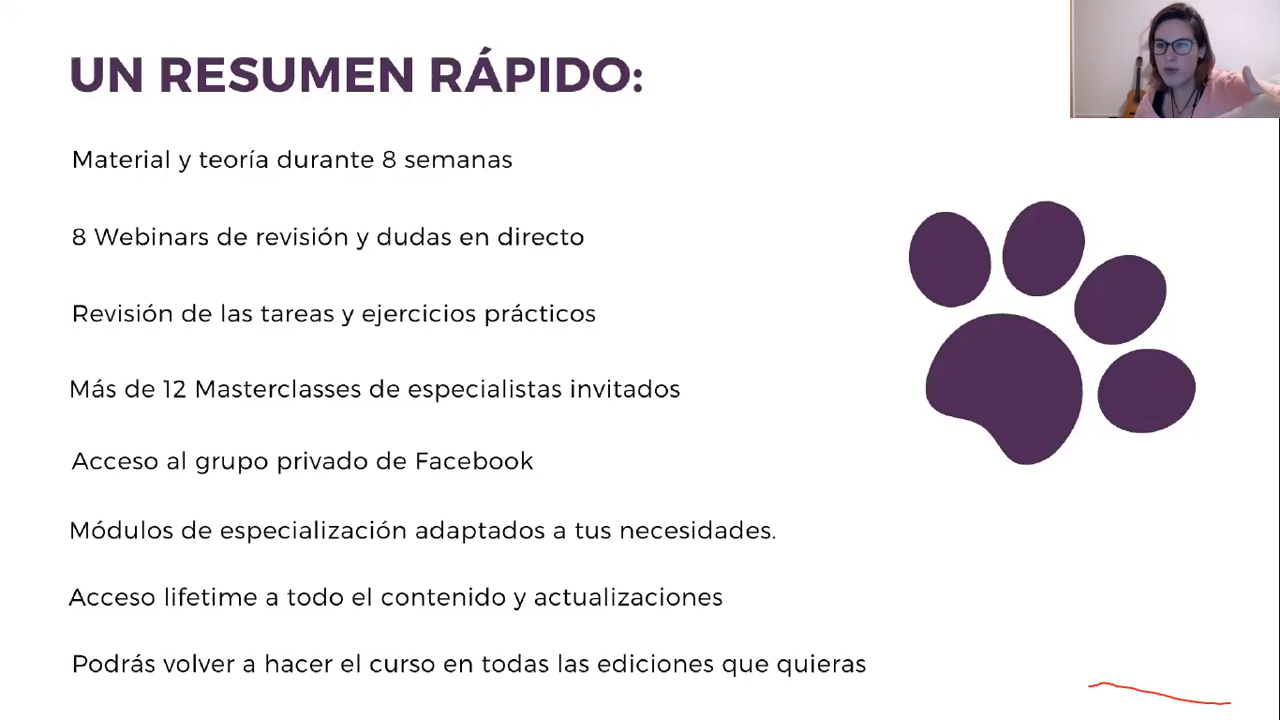 UN RESUMEN RÁPIDO:
Material y teoría durante 8 semanas
8 Webinars de revisión y dudas en directo
Revisión de las tareas y ejercicios prácticos
Más de 12 Masterclasses de especialistas invitados
Acceso al grupo privado de Facebook
Módulos de especialización adaptados a tus necesidades.
Acceso lifetime a todo el contenido y actualizaciones
Podrás volver a hacer el curso en todas las ediciones que quieras